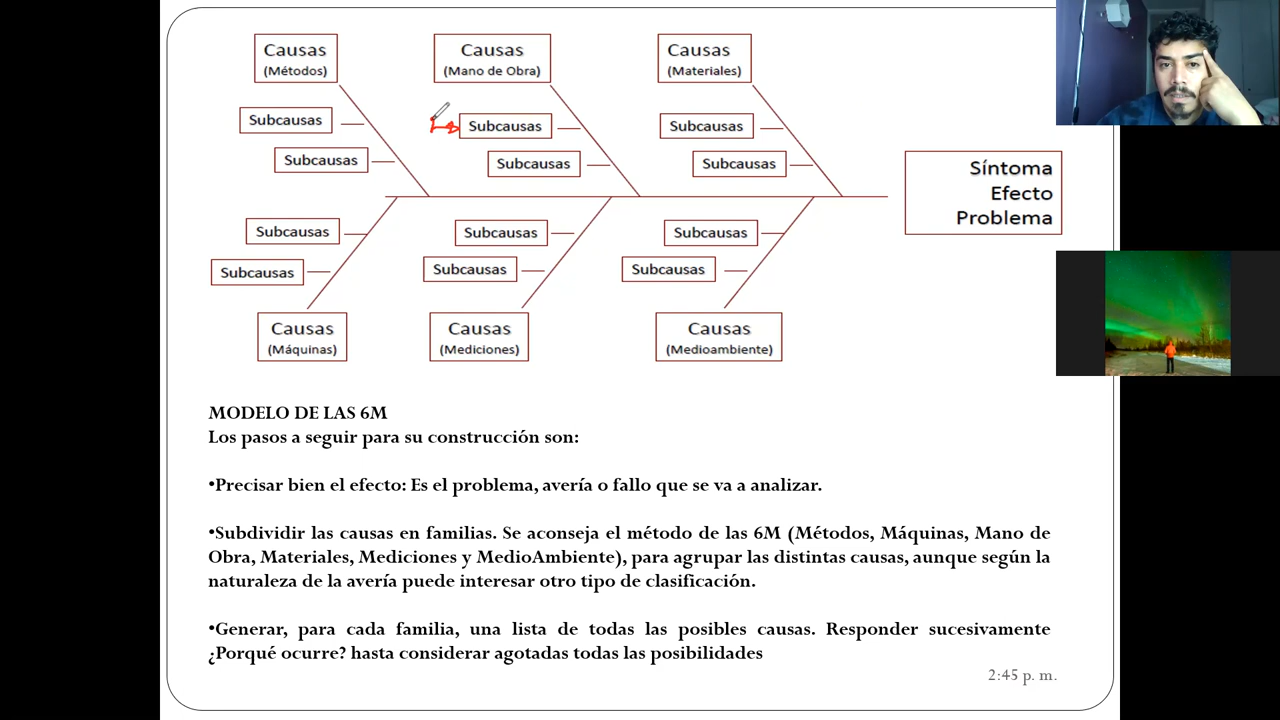 Causas
(Métodos)
Causas
(Mano de Obra)
Causas
(Materiales)
Subcausas
Subcausas
Subcausas
Subcausas
Subcausas
Subcausas
Síntoma
Efecto
Problema
Subcausas
Subcausas
Subcausas
Subcausas
Subcausas
Subcausas
Causas
(Máquinas)
Causas
(Mediciones)
Causas
(Medioambiente)
MODELO DE LAS 6M
Los pasos a seguir para su construcción son:
•Precisar bien el efecto: Es el problema, avería o fallo que se va a analizar.
•Subdividir las causas en familias. Se aconseja el método de las 6M (Métodos, Máquinas, Mano de
Obra, Materiales, Mediciones y MedioAmbiente), para agrupar las distintas causas, aunque según la
naturaleza de la avería puede interesar otro tipo de clasificación.
•Generar, para cada familia, una lista de todas las posibles causas. Responder sucesivamente
¿Porqué ocurre? hasta considerar agotadas todas las posibilidades
2:45 p. m.